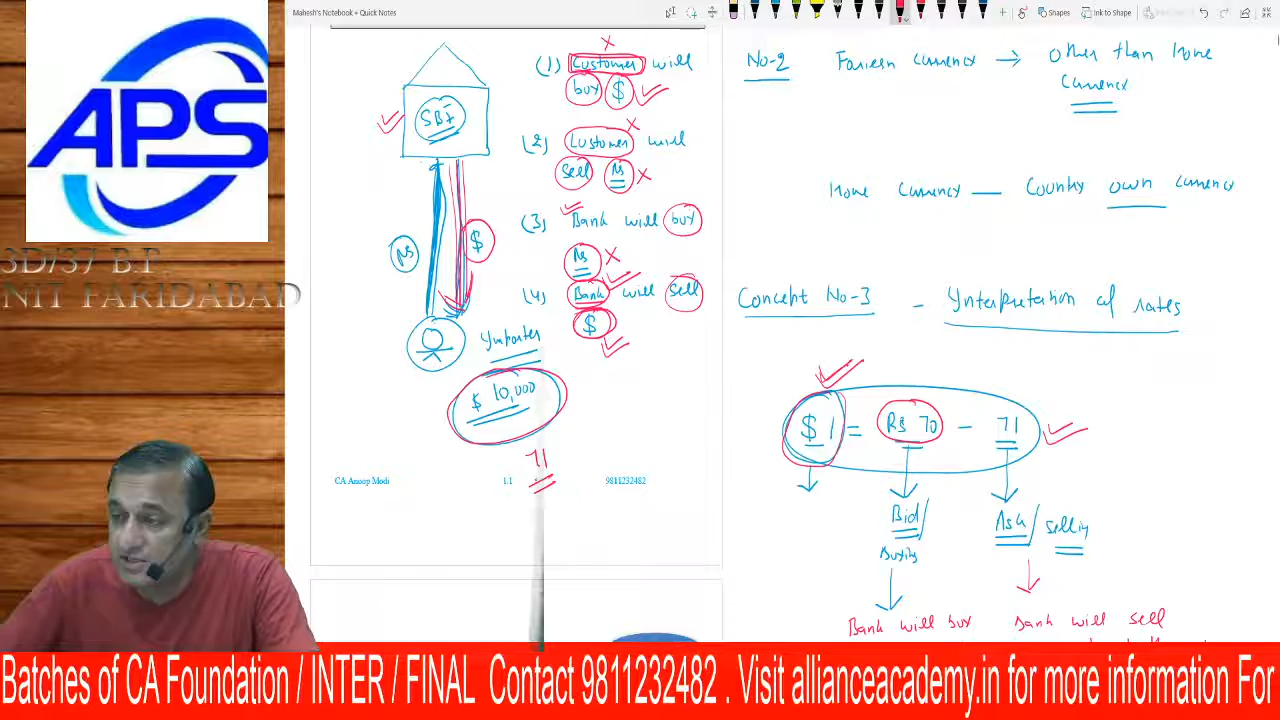 Mahesh's Notebook + Quick Notes
Shapes
Ink to Shape
APS
3D/37 B.P.
NIT FARIDABAD
SBI
Rs
$
Importer
$ 10,000
71
(1) Customer will
buy $
(2) Customer will
sell Rs
(3) Bank will buy
Rs
(4) Bank will sell
$
CA Anoop Modi
1.1
9811232482
No-2 Foriegn currency → other than Home
Currency
Home Currency — Country own currency
Concept No-3 - Interpretation of rates
$ 1 = Rs 70 - 71
Bid/
Buying
Ask/ selling
Bank will buy
Bank will sell
Batches of CA Foundation / INTER / FINAL Contact 9811232482 . Visit allianceacademy.in for more information For